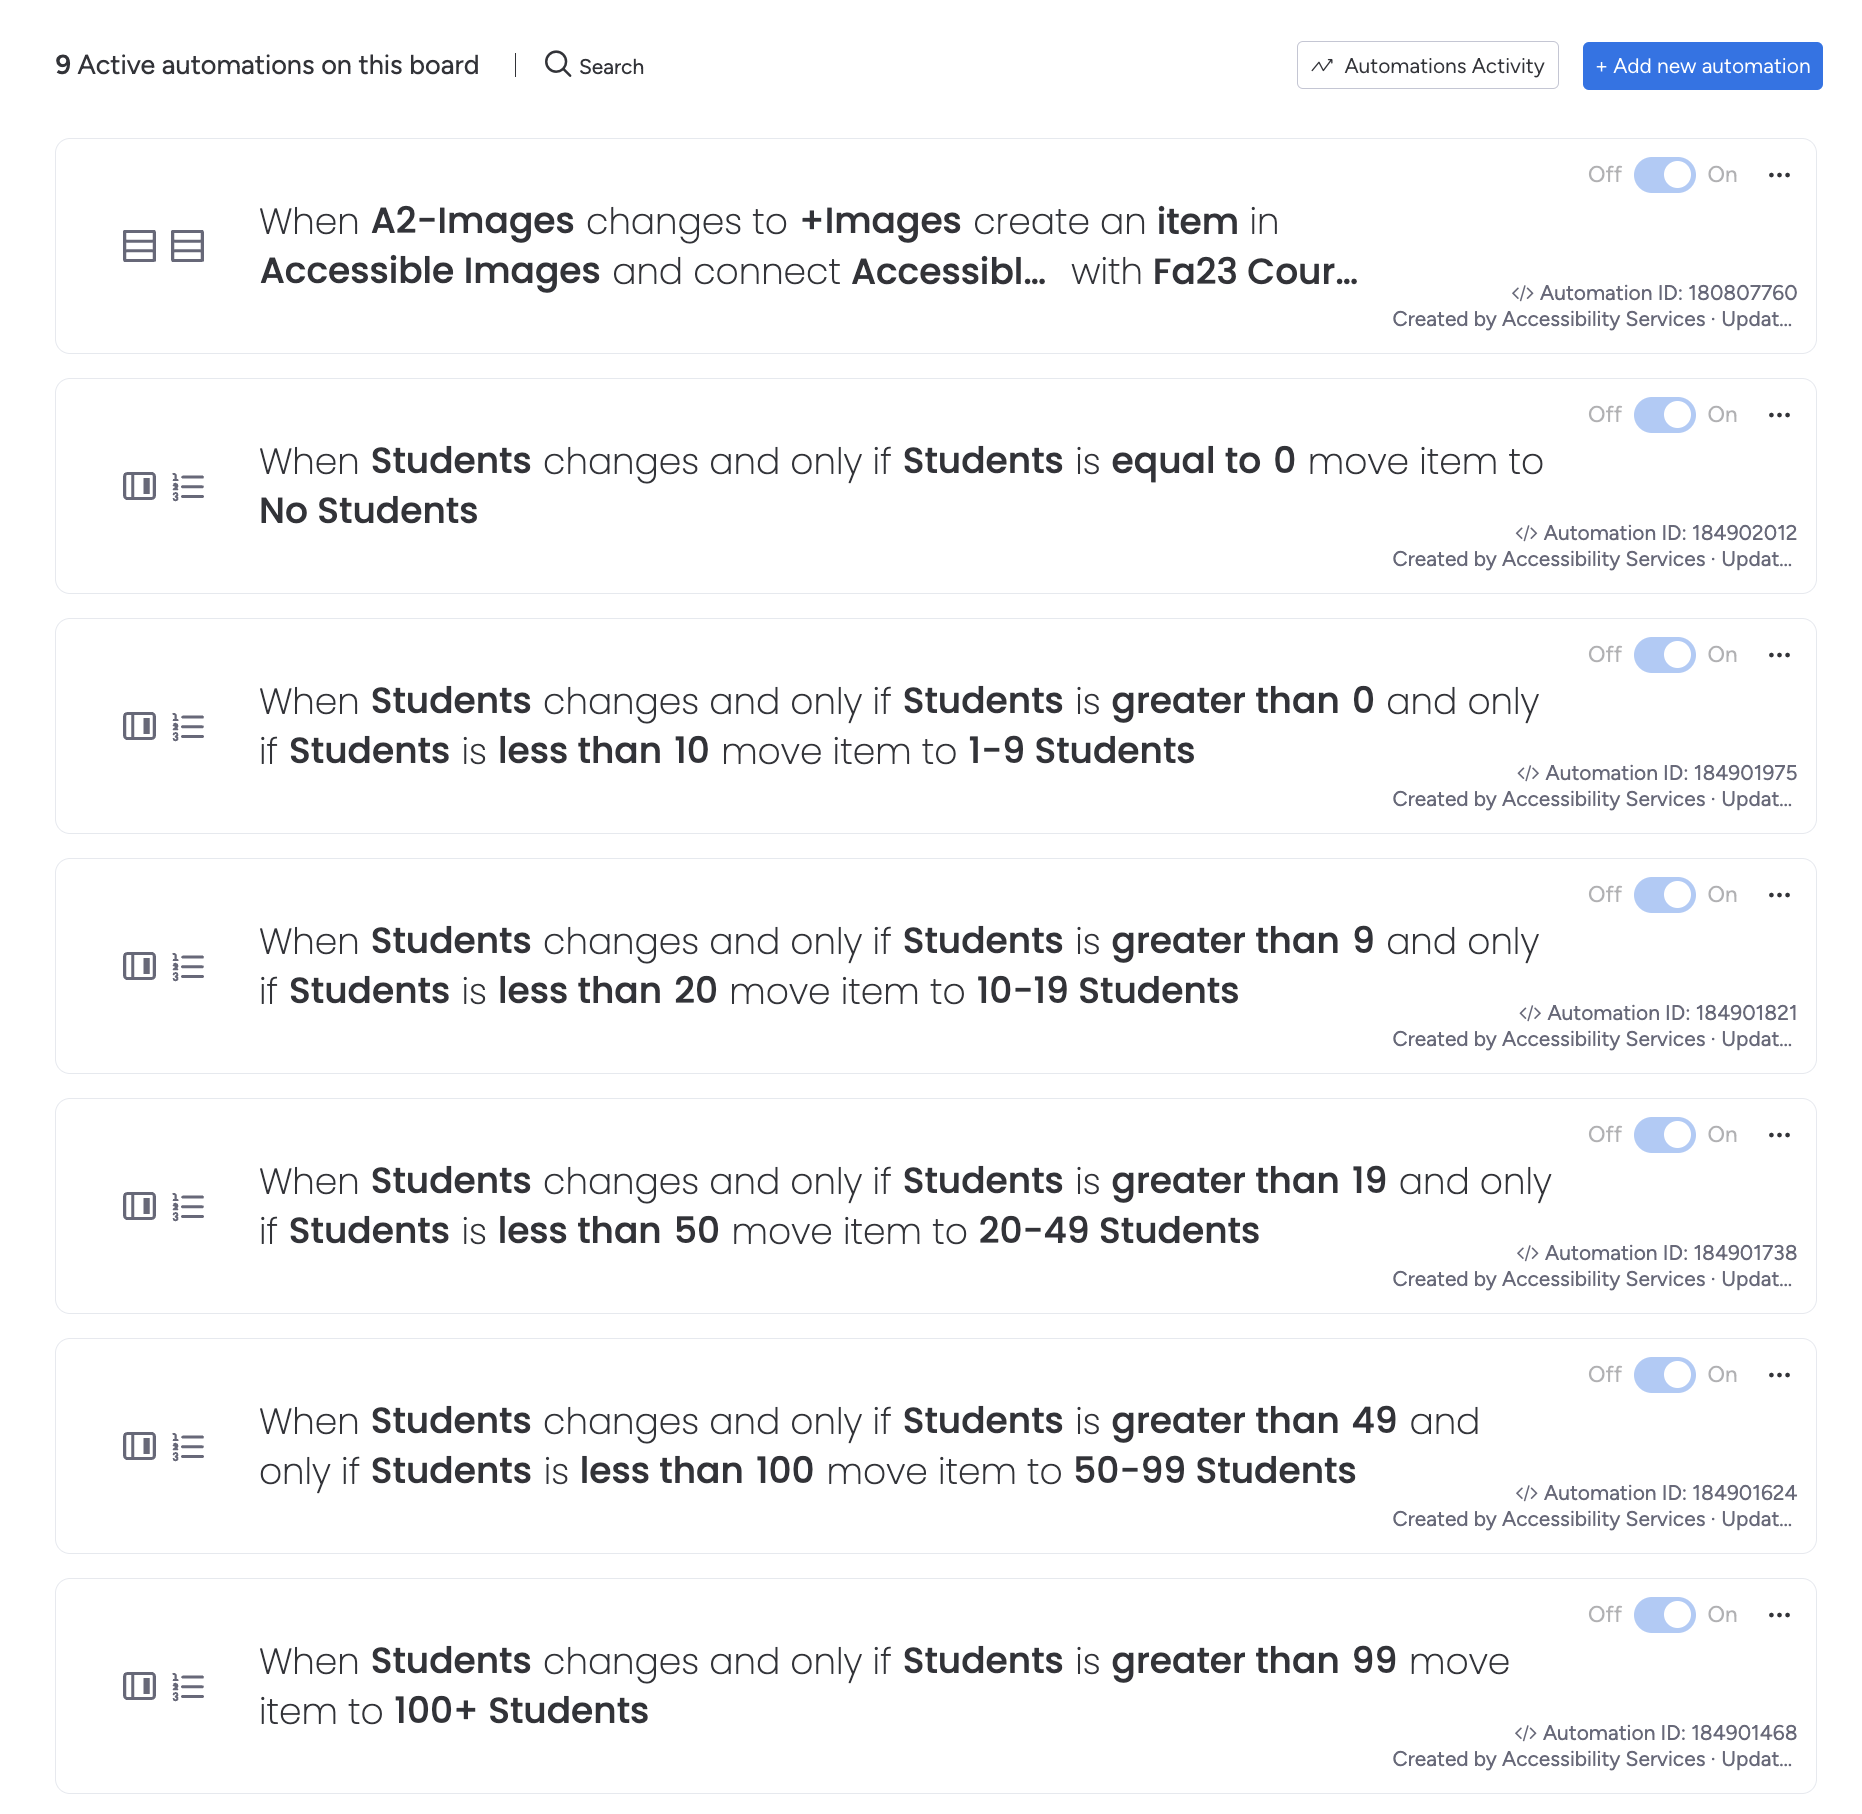 9 Active automations on this board | Search Automations Activity + Add new automation
Off On ...
When A2-Images changes to +Images create an item in
Accessible Images and connect Accessibl... with Fa23 Cour...
</> Automation ID: 180807760
Created by Accessibility Services · Updat...
Off On ...
When Students changes and only if Students is equal to 0 move item to
No Students
</> Automation ID: 184902012
Created by Accessibility Services · Updat...
Off On ...
When Students changes and only if Students is greater than 0 and only
if Students is less than 10 move item to 1-9 Students
</> Automation ID: 184901975
Created by Accessibility Services · Updat...
Off On ...
When Students changes and only if Students is greater than 9 and only
if Students is less than 20 move item to 10-19 Students
</> Automation ID: 184901821
Created by Accessibility Services · Updat...
Off On ...
When Students changes and only if Students is greater than 19 and only
if Students is less than 50 move item to 20-49 Students
</> Automation ID: 184901738
Created by Accessibility Services · Updat...
Off On ...
When Students changes and only if Students is greater than 49 and
only if Students is less than 100 move item to 50-99 Students
</> Automation ID: 184901624
Created by Accessibility Services · Updat...
Off On ...
When Students changes and only if Students is greater than 99 move
item to 100+ Students
</> Automation ID: 184901468
Created by Accessibility Services · Updat...